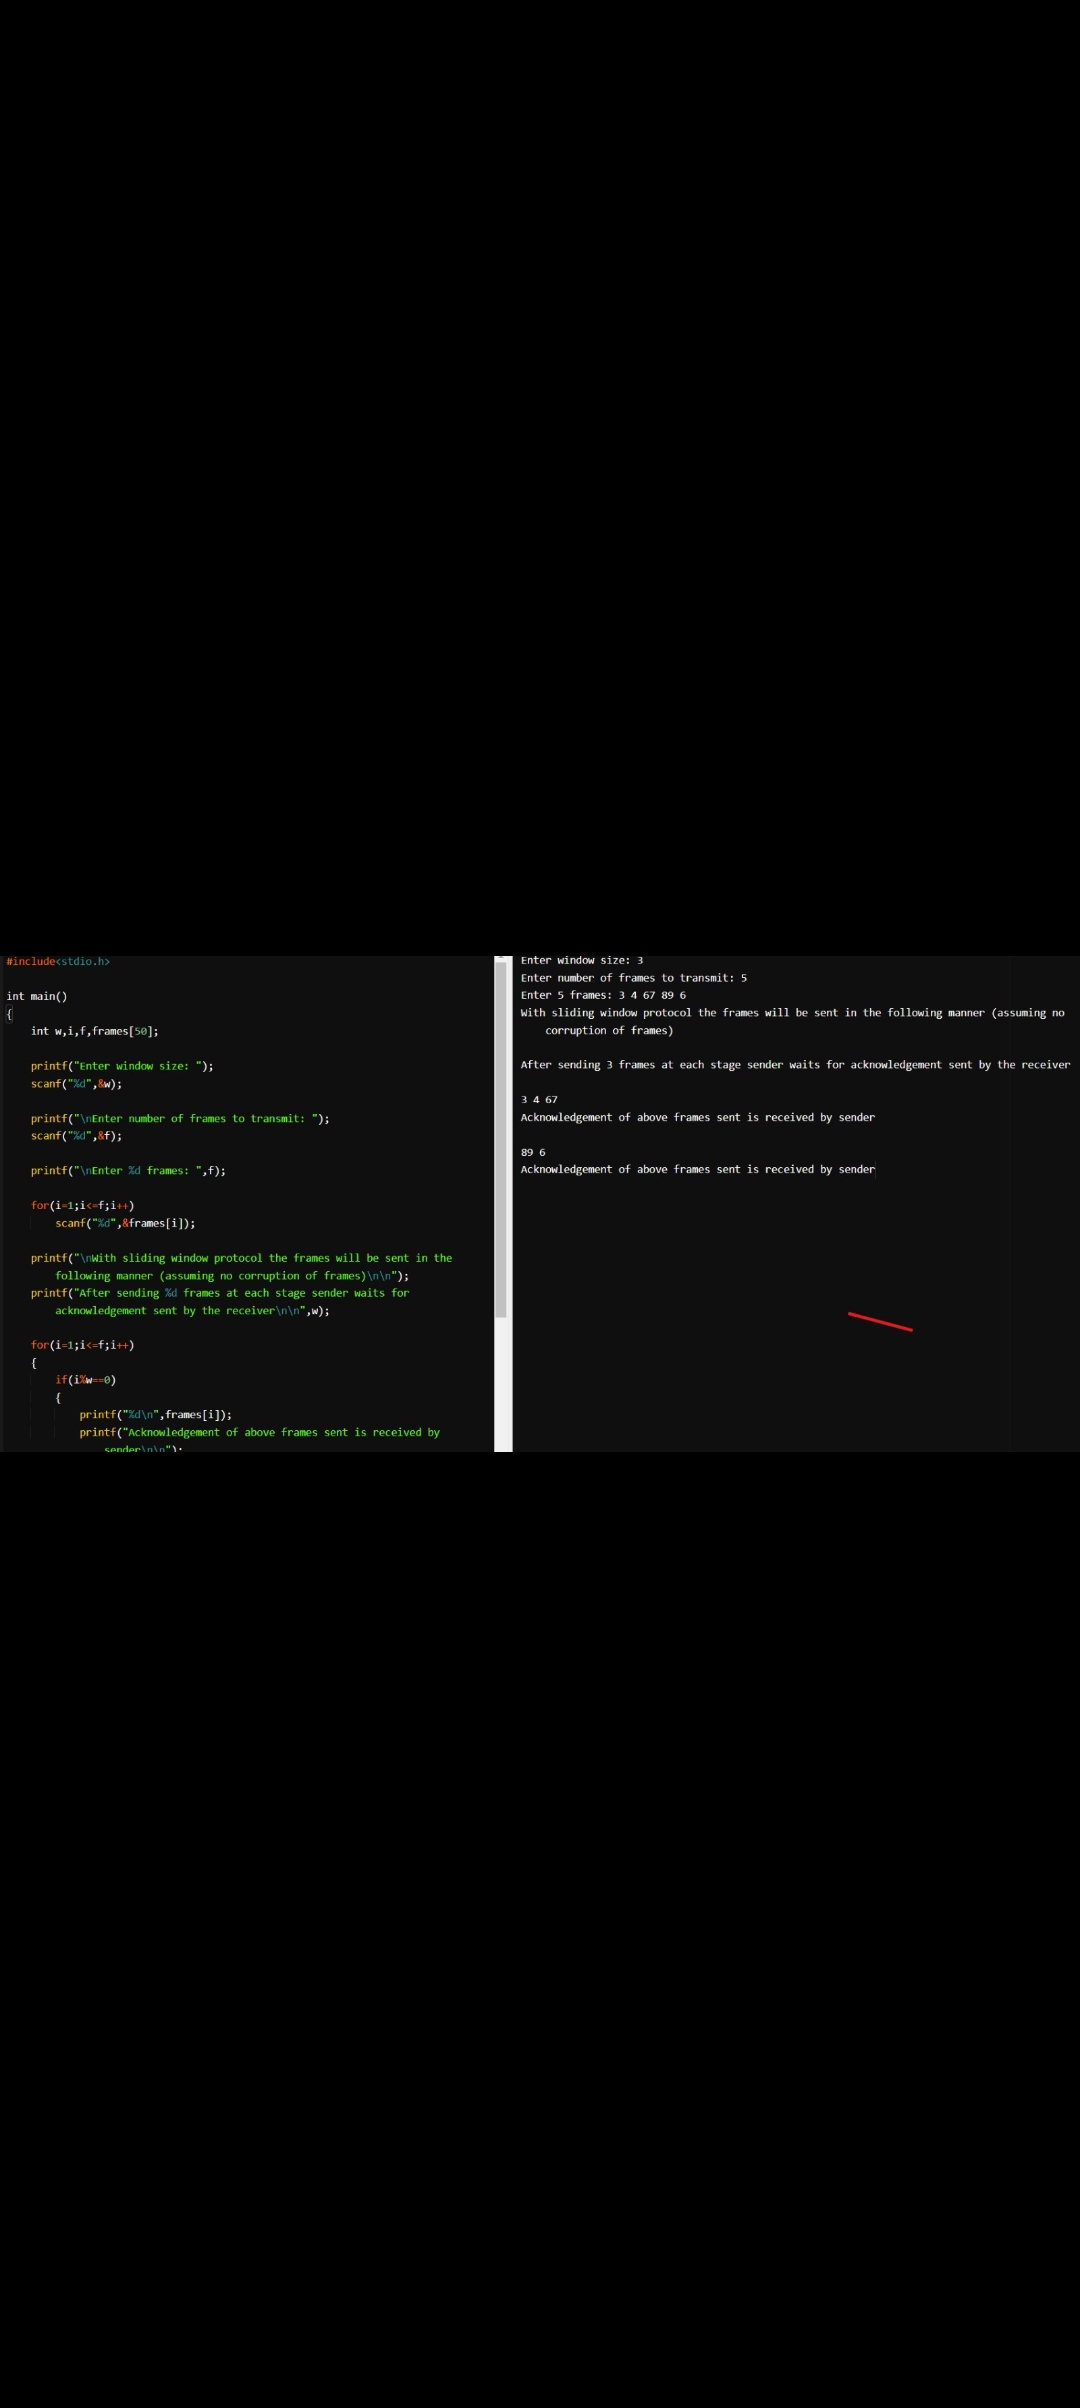 #include<stdio.h>
int main()
{
int w,i,f,frames[50];
printf("Enter window size: ");
scanf("%d",&w);
printf("\nEnter number of frames to transmit: ");
scanf("%d",&f);
printf("\nEnter %d frames: ",f);
for(i=1;i<=f;i++)
scanf("%d",&frames[i]);
printf("\nWith sliding window protocol the frames will be sent in the
following manner (assuming no corruption of frames)\n\n");
printf("After sending %d frames at each stage sender waits for
acknowledgement sent by the receiver\n\n",w);
for(i=1;i<=f;i++)
{
if(i%w==0)
{
printf("%d\n",frames[i]);
printf("Acknowledgement of above frames sent is received by
sender\n\n");
Enter window size: 3
Enter number of frames to transmit: 5
Enter 5 frames: 3 4 67 89 6
With sliding window protocol the frames will be sent in the following manner (assuming no
corruption of frames)
After sending 3 frames at each stage sender waits for acknowledgement sent by the receiver
3 4 67
Acknowledgement of above frames sent is received by sender
89 6
Acknowledgement of above frames sent is received by sender